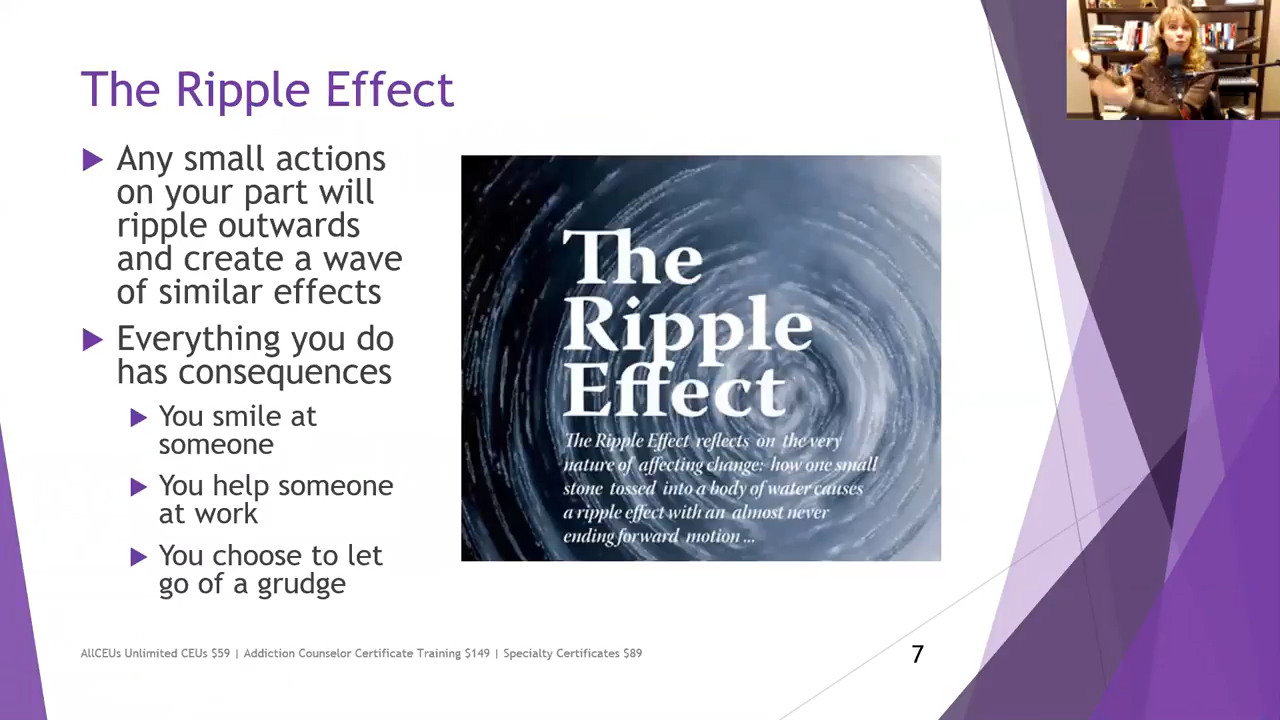 The Ripple Effect
Any small actions
on your part will
ripple outwards
and create a wave
of similar effects
Everything you do
has consequences
You smile at
someone
You help someone
at work
You choose to let
go of a grudge
The
Ripple
Effect
The Ripple Effect reflects on the very
nature of affecting change: how one small
stone tossed into a body of water causes
a ripple effect with an almost never
ending forward motion ...
AllCEUs Unlimited CEUs $59 | Addiction Counselor Certificate Training $149 | Specialty Certificates $89
7